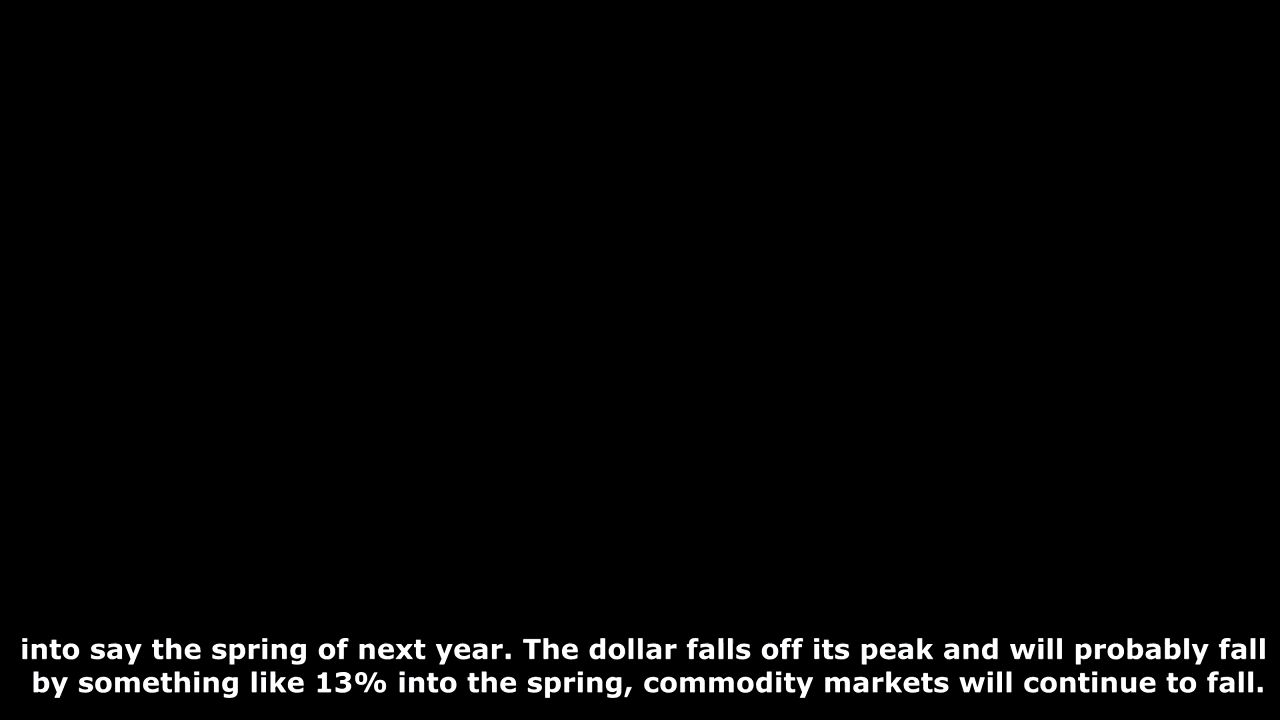 into say the spring of next year. The dollar falls off its peak and will probably fall
by something like 13% into the spring, commodity markets will continue to fall.